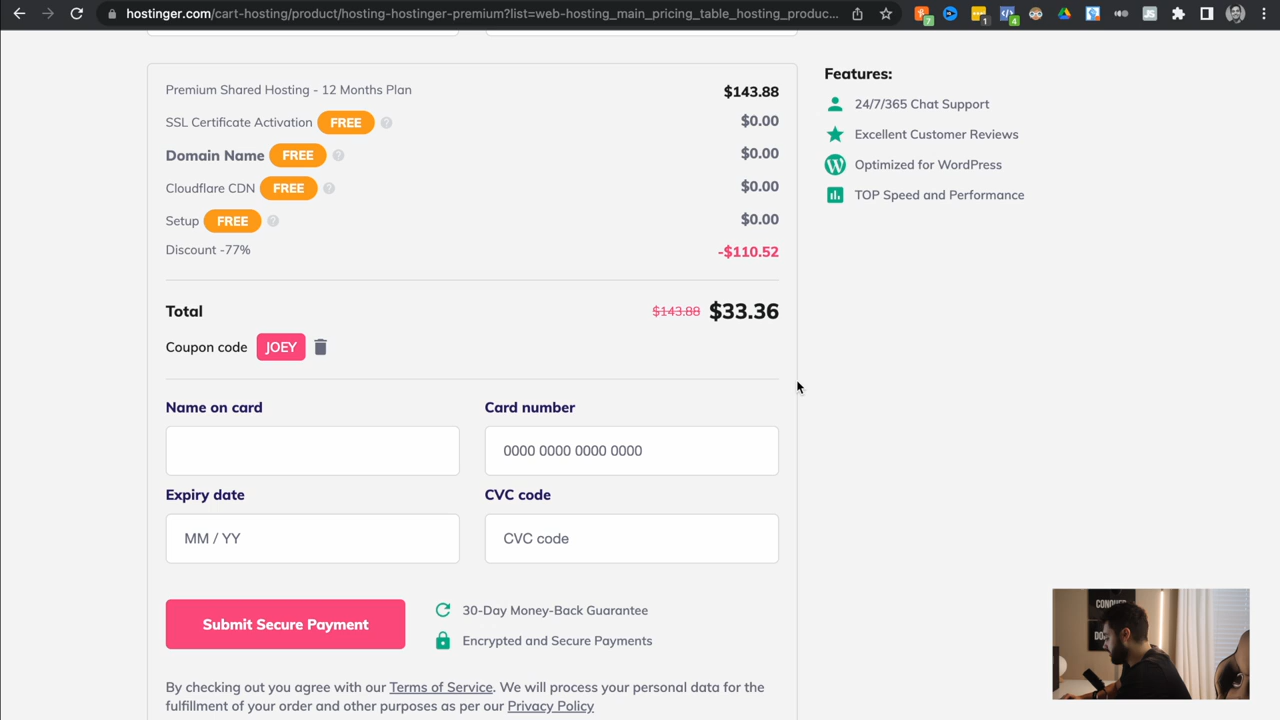 hostinger.com/cart-hosting/product/hosting-hostinger-premium?list=web-hosting_main_pricing_table_hosting_produc...
7
1
4
JS
Premium Shared Hosting - 12 Months Plan $143.88
SSL Certificate Activation FREE ? $0.00
Domain Name FREE ? $0.00
Cloudflare CDN FREE ? $0.00
Setup FREE ? $0.00
Discount -77% -$110.52
Total $143.88 $33.36
Coupon code JOEY
Name on card Card number
0000 0000 0000 0000
Expiry date CVC code
MM / YY CVC code
Submit Secure Payment
30-Day Money-Back Guarantee
Encrypted and Secure Payments
By checking out you agree with our Terms of Service. We will process your personal data for the
fulfillment of your order and other purposes as per our Privacy Policy
Features:
24/7/365 Chat Support
Excellent Customer Reviews
Optimized for WordPress
TOP Speed and Performance
CONQUER